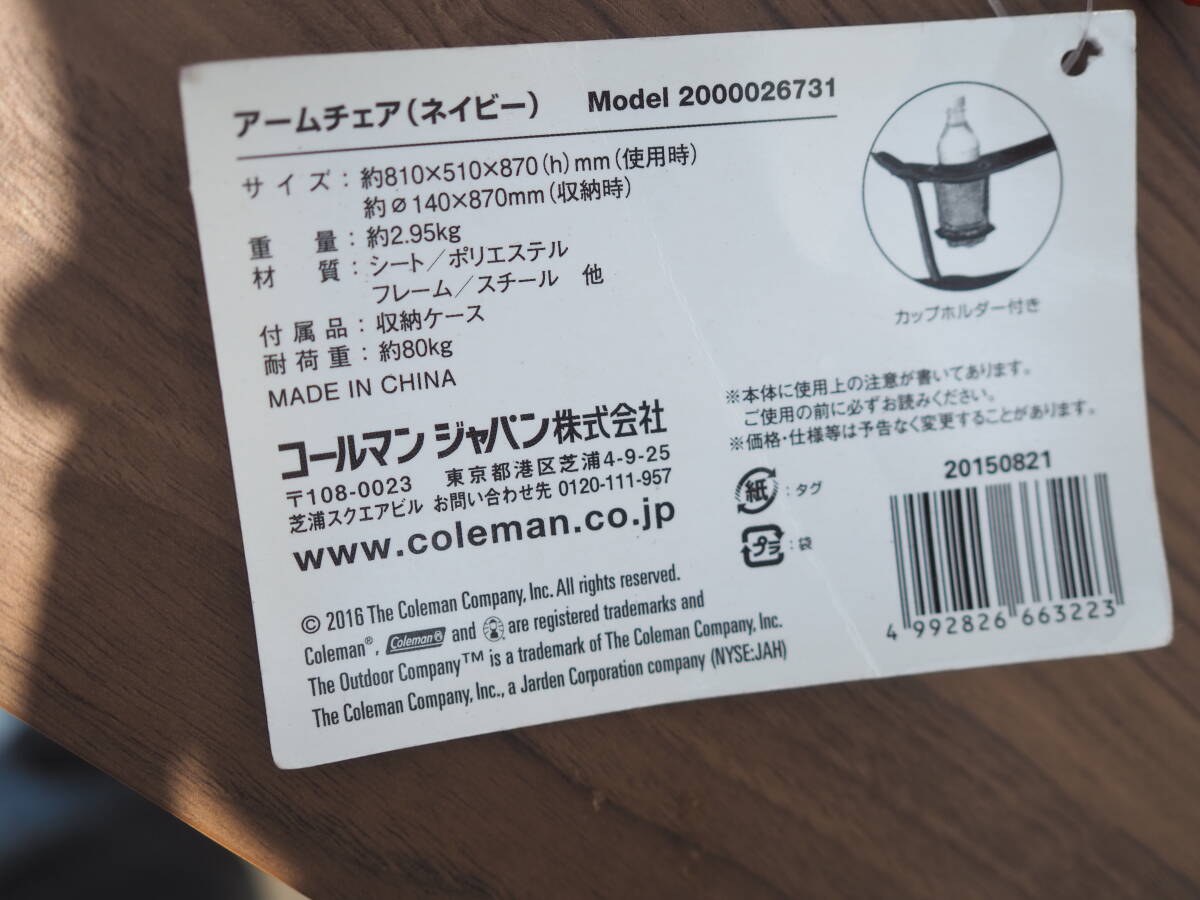 アームチェア(ネイビー) Model 2000026731
サイズ:約810×510×870(h)mm(使用時)
約Ø140×870mm(収納時)
重量:約2.95kg
材質:シート/ポリエステル
フレーム/スチール 他
付属品:収納ケース
耐荷重:約80kg
MADE IN CHINA
コールマン ジャパン株式会社
〒108-0023 東京都港区芝浦4-9-25
芝浦スクエアビル お問い合わせ先 0120-111-957
www.coleman.co.jp
© 2016 The Coleman Company, Inc. All rights reserved.
Coleman®, Coleman® and are registered trademarks and
The Outdoor Company™ is a trademark of The Coleman Company, Inc.
The Coleman Company, Inc., a Jarden Corporation company (NYSE:JAH)
カップホルダー付き
※本体に使用上の注意が書いてあります。
ご使用の前に必ずお読みください。
※価格・仕様等は予告なく変更することがあります。
紙:タグ
プラ:袋
20150821
4 992826 663223